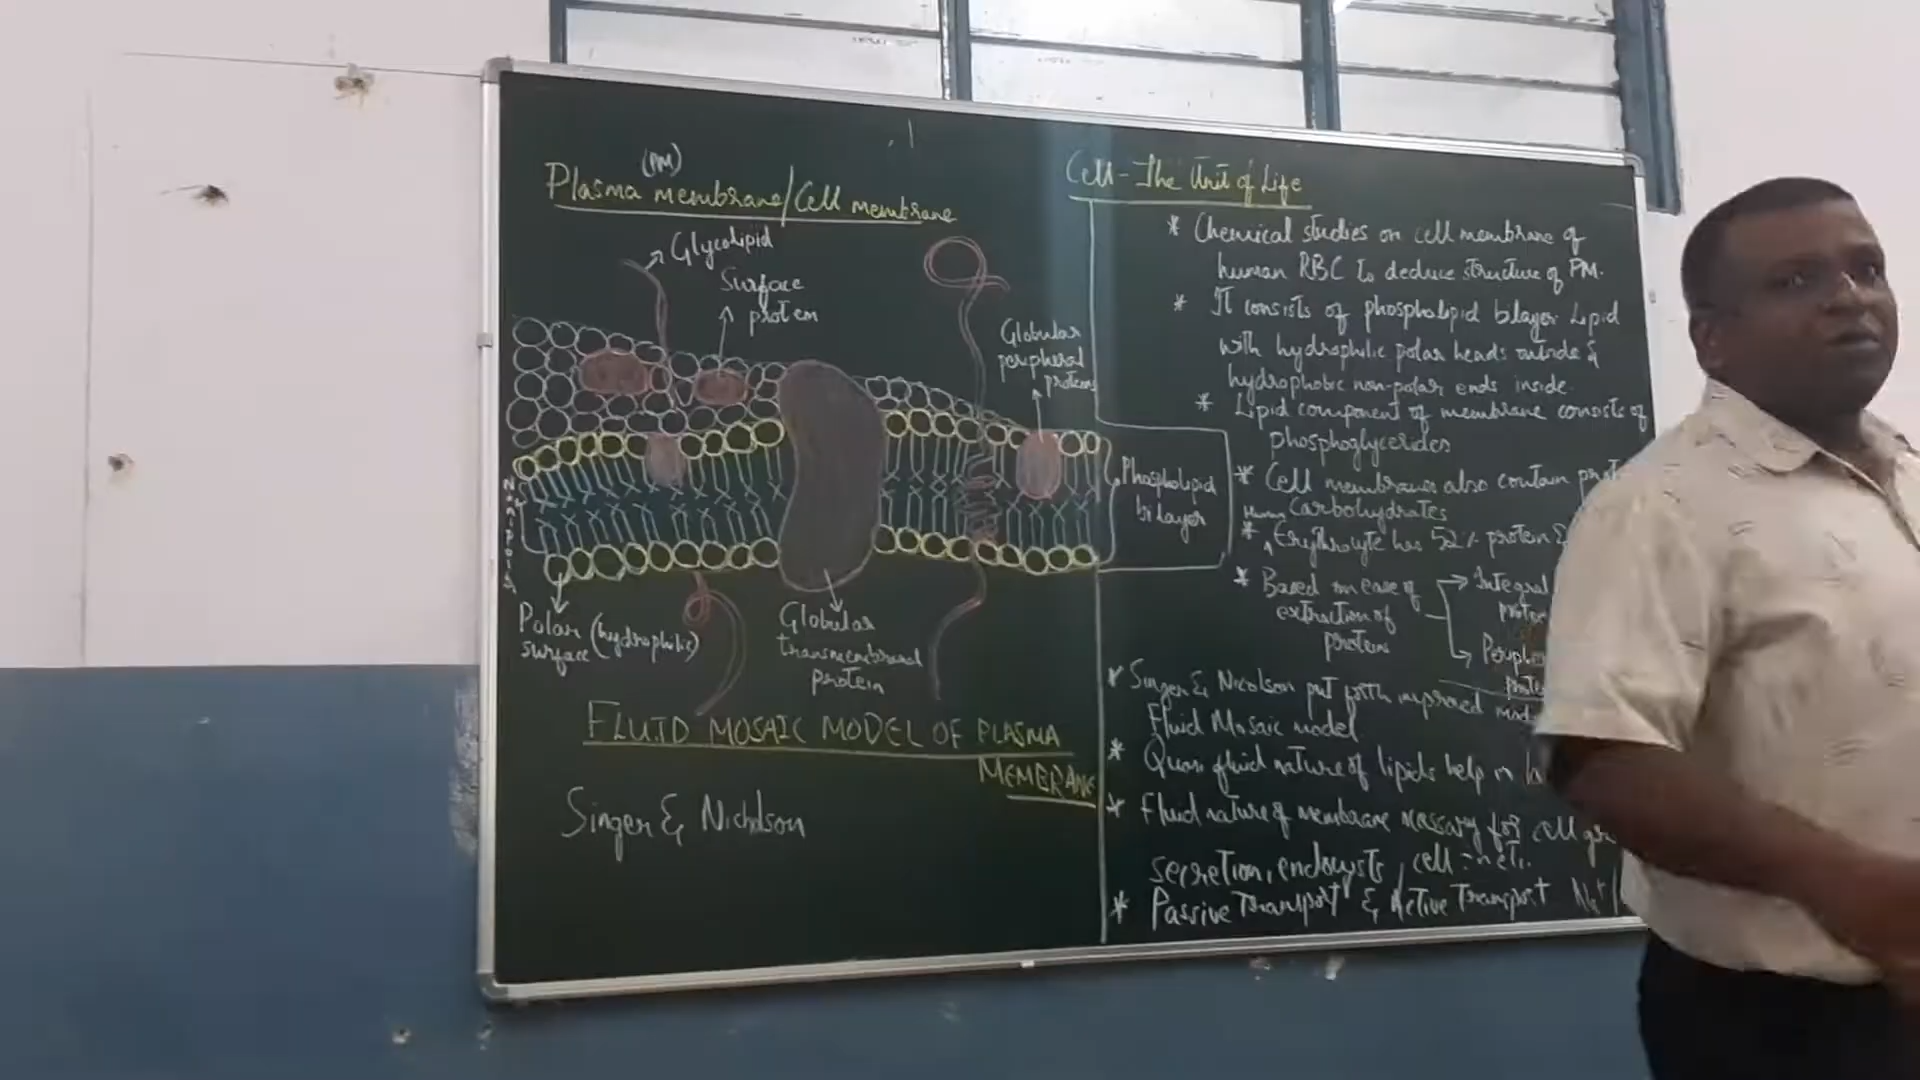 (PM)
Plasma membrane/Cell membrane
Glycolipid
Surface
protein
Globular
peripheral
proteins
Phospholipid
bilayer
Polar
surface (hydrophilic)
Globular
transmembranal
protein
FLUID MOSAIC MODEL OF PLASMA
MEMBRANE
Singer & Nicholson
Cell - The Unit of Life
* Chemical studies on cell membrane of
human RBC to deduce structure of PM.
* It consists of phospholipid bilayer Lipid
with hydrophilic polar heads outside &
hydrophobic non-polar ends inside.
* Lipid component of membrane consists of
phosphoglycerides
* Cell membranes also contain
Carbohydrates
Human
* Erythrocyte has 52% protein &
* Based on ease of
extraction of
protein
Integral
* Singer & Nicolson put forth improved
Fluid Mosaic model
* Quasi fluid nature of lipids help in
* Fluid nature of membrane nessary for cell
secretion, endocysts, cell
* Passive Transport & Active Transport